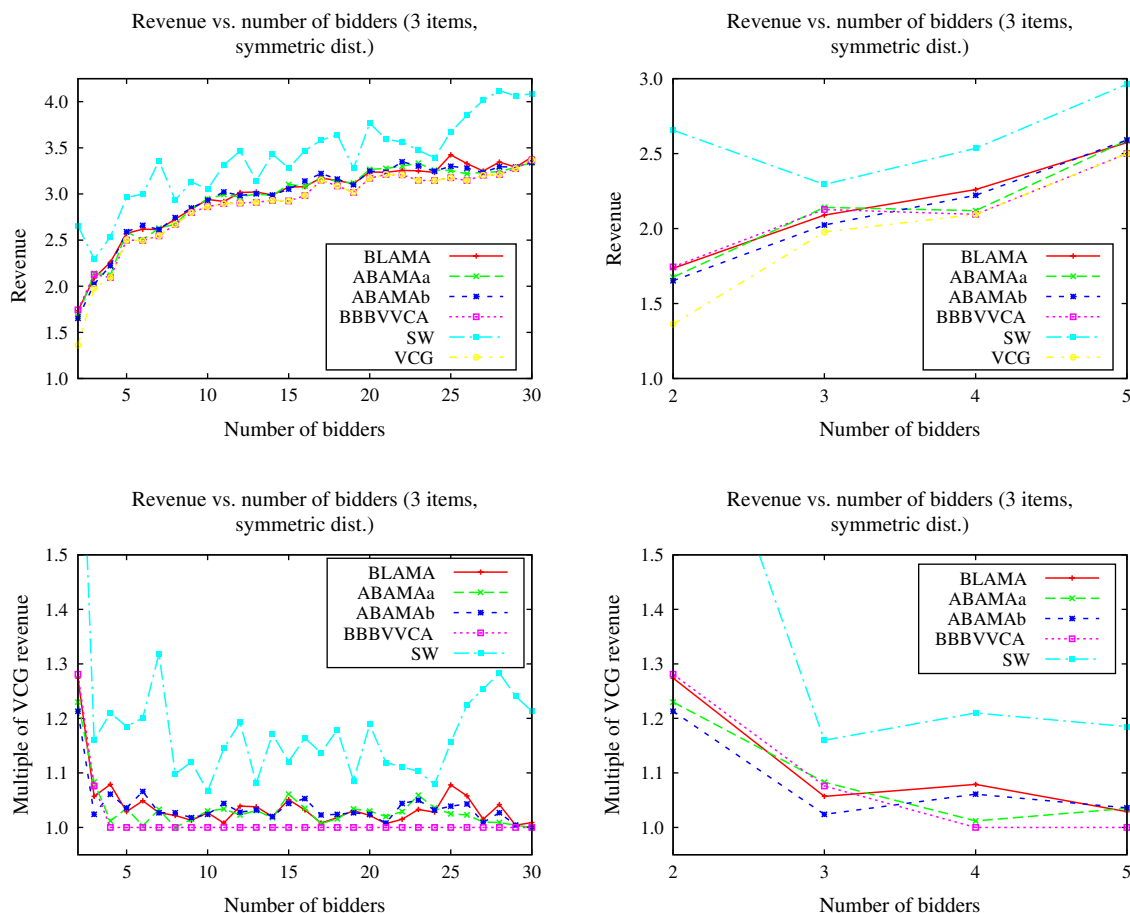 Revenue vs. number of bidders (3 items,
symmetric dist.)
Revenue
4.0
3.5
3.0
2.5
2.0
1.5
1.0
BLAMA
ABAMAa
ABAMAb
BBBVVCA
SW
VCG
5 10 15 20 25 30
Number of bidders
Revenue vs. number of bidders (3 items,
symmetric dist.)
Revenue
3.0
2.5
2.0
1.5
1.0
BLAMA
ABAMAa
ABAMAb
BBBVVCA
SW
VCG
2 3 4 5
Number of bidders
Revenue vs. number of bidders (3 items,
symmetric dist.)
Multiple of VCG revenue
1.5
1.4
1.3
1.2
1.1
1.0
BLAMA
ABAMAa
ABAMAb
BBBVVCA
SW
5 10 15 20 25 30
Number of bidders
Revenue vs. number of bidders (3 items,
symmetric dist.)
Multiple of VCG revenue
1.5
1.4
1.3
1.2
1.1
1.0
BLAMA
ABAMAa
ABAMAb
BBBVVCA
SW
2 3 4 5
Number of bidders